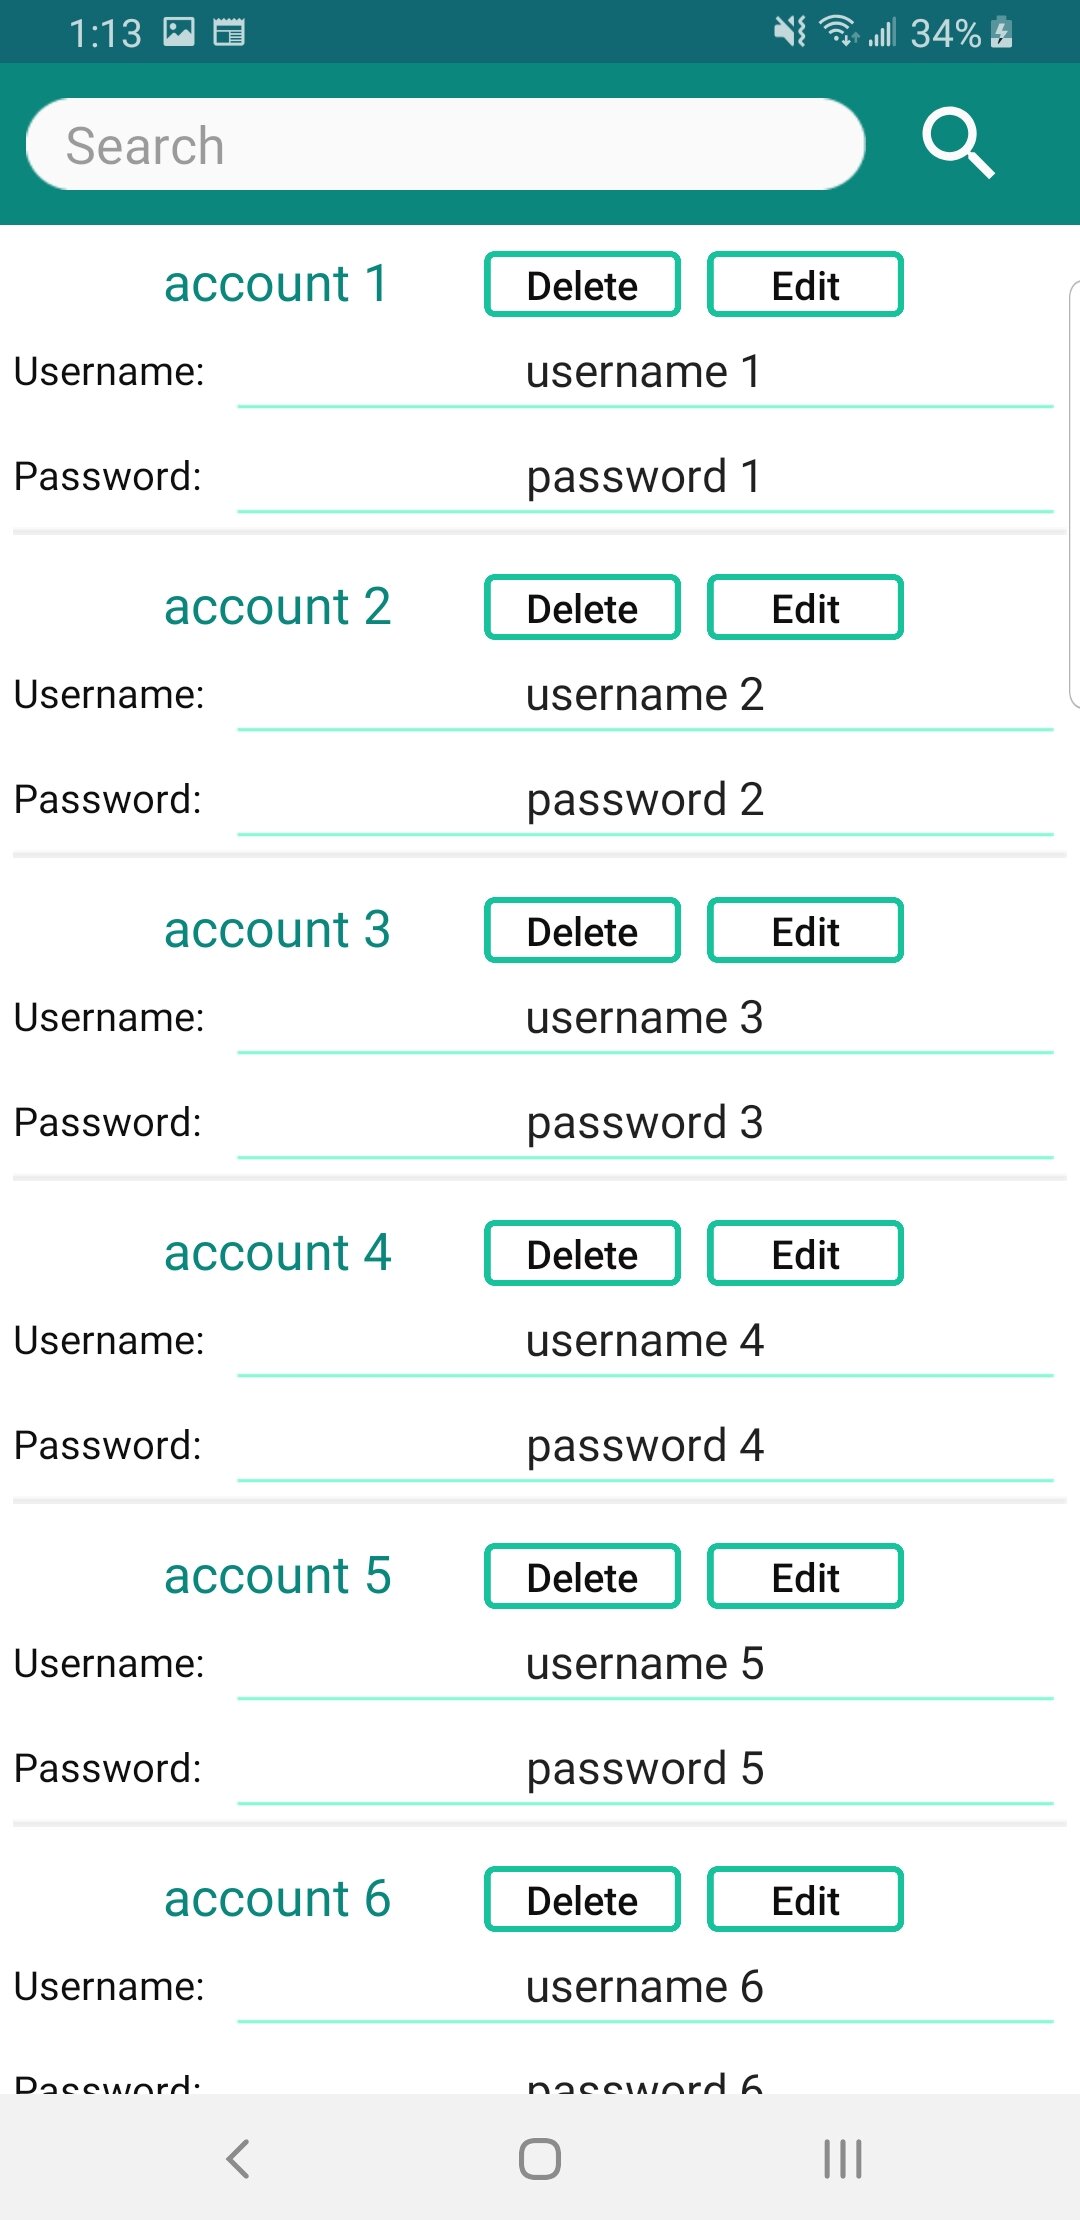 1:13 34%
Search
account 1 Delete Edit
Username: username 1
Password: password 1
account 2 Delete Edit
Username: username 2
Password: password 2
account 3 Delete Edit
Username: username 3
Password: password 3
account 4 Delete Edit
Username: username 4
Password: password 4
account 5 Delete Edit
Username: username 5
Password: password 5
account 6 Delete Edit
Username: username 6
Password: password 6